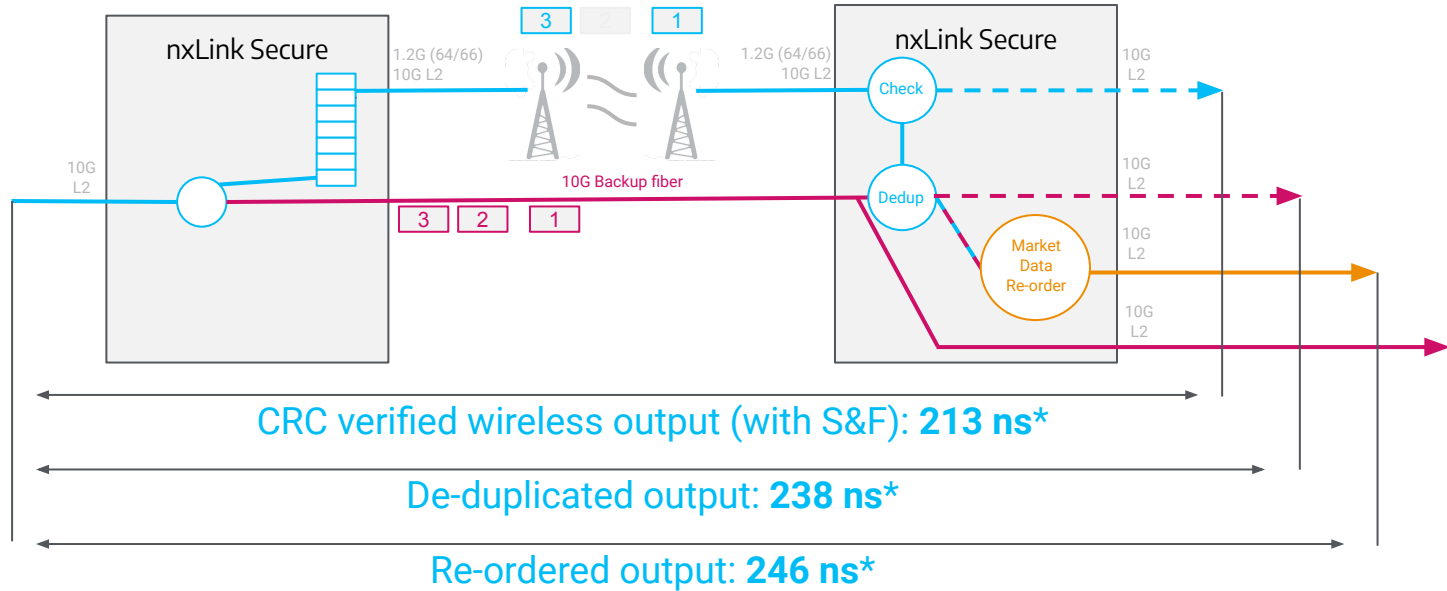 3
2
1
nxLink Secure
nxLink Secure
1.2G (64/66)
10G L2
1.2G (64/66)
10G L2
10G
L2
Check
10G
L2
10G
L2
10G Backup fiber
Dedup
3
2
1
Market
Data
Re-order
10G
L2
10G
L2
CRC verified wireless output (with S&F): 213 ns*
De-duplicated output: 238 ns*
Re-ordered output: 246 ns*